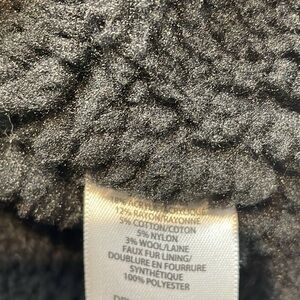 12% RAYON/RAYONNE
5% COTTON/COTON
5% NYLON
3% WOOL/LAINE
FAUX FUR LINING/
DOUBLURE EN FOURRURE
SYNTHÉTIQUE
100% POLYESTER